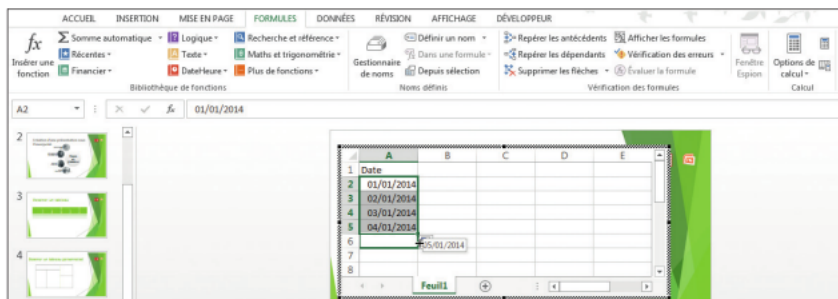 ACCUEIL INSERTION MISE EN PAGE FORMULES DONNÉES RÉVISION AFFICHAGE DÉVELOPPEUR
fx Insérer une fonction
Somme automatique
Récentes
Financier
Logique
Texte
DateHeure
Recherche et référence
Maths et trigonométrie
Plus de fonctions
Bibliothèque de fonctions
Gestionnaire de noms
Définir un nom
Dans une formule
Depuis sélection
Noms définis
Repérer les antécédents
Repérer les dépendants
Supprimer les flèches
Afficher les formules
Vérification des erreurs
Évaluer la formule
Vérification des formules
Fenêtre Espion
Options de calcul
Calcul
A2 fx 01/01/2014
2
3
4
A B C D E
1 Date
2 01/01/2014
3 02/01/2014
4 03/01/2014
5 04/01/2014
6 05/01/2014
7
8
Feuil1